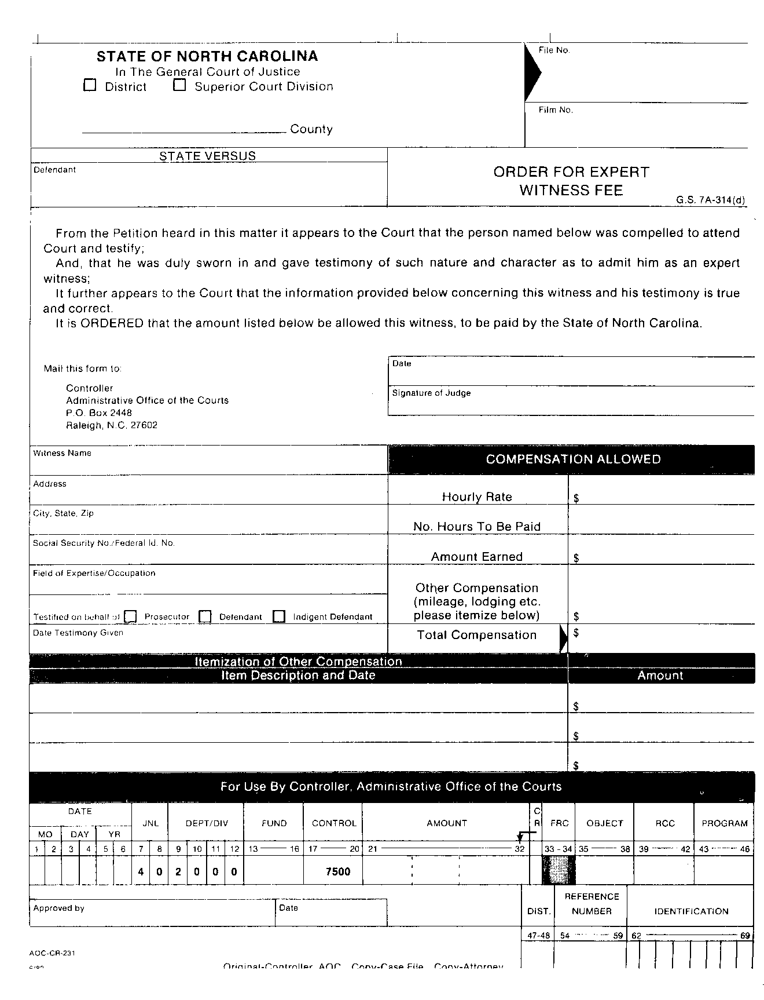 STATE OF NORTH CAROLINA
In The General Court of Justice
District Superior Court Division
County
File No.
Film No.
STATE VERSUS
Defendant
ORDER FOR EXPERT
WITNESS FEE
G.S. 7A-314(d)
From the Petition heard in this matter it appears to the Court that the person named below was compelled to attend
Court and testify;
And, that he was duly sworn in and gave testimony of such nature and character as to admit him as an expert
witness;
It further appears to the Court that the information provided below concerning this witness and his testimony is true
and correct.
It is ORDERED that the amount listed below be allowed this witness, to be paid by the State of North Carolina.
Mail this form to:
Controller
Administrative Office of the Courts
P.O. Box 2448
Raleigh, N.C. 27602
Date
Signature of Judge
Witness Name
Address
City, State, Zip
Social Security No./Federal Id. No.
Field of Expertise/Occupation
Testified on behalf of Prosecutor Defendant Indigent Defendant
Date Testimony Given
COMPENSATION ALLOWED
Hourly Rate $
No. Hours To Be Paid
Amount Earned $
Other Compensation
(mileage, lodging etc.
please itemize below) $
Total Compensation $
Itemization of Other Compensation
Item Description and Date Amount
$
$
$
For Use By Controller, Administrative Office of the Courts
DATE JNL DEPT/DIV FUND CONTROL AMOUNT CR FRC OBJECT RCC PROGRAM
MO DAY YR
1 2 3 4 5 6 7 8 9 10 11 12 13 16 17 20 21 32 33 - 34 35 38 39 42 43 46
4 0 2 0 0 0 7500
Approved by Date
DIST. REFERENCE NUMBER IDENTIFICATION
47-48 54 59 62 69
AOC-CR-231
Original-Controller, AOC Copy-Case File Copy-Attorney